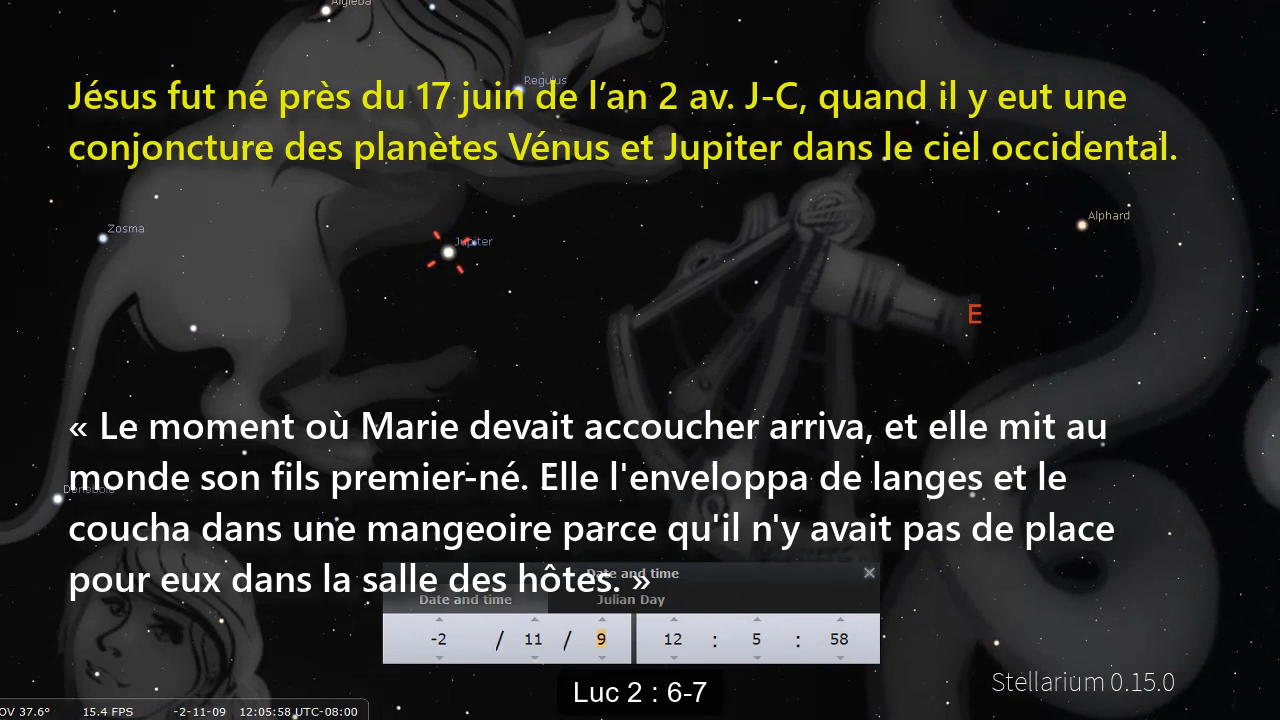 Algieba
Regulus
Jésus fut né près du 17 juin de l’an 2 av. J-C, quand il y eut une
conjoncture des planètes Vénus et Jupiter dans le ciel occidental.
Alphard
Zosma
Jupiter
E
« Le moment où Marie devait accoucher arriva, et elle mit au
monde son fils premier-né. Elle l'enveloppa de langes et le
Denebola
coucha dans une mangeoire parce qu'il n'y avait pas de place
pour eux dans la salle des hôtes. »
Date and time
Date and time Julian Day
-2 / 11 / 9 12 : 5 : 58
Stellarium 0.15.0
Luc 2 : 6-7
OV 37.6° 15.4 FPS -2-11-09 12:05:58 UTC-08:00